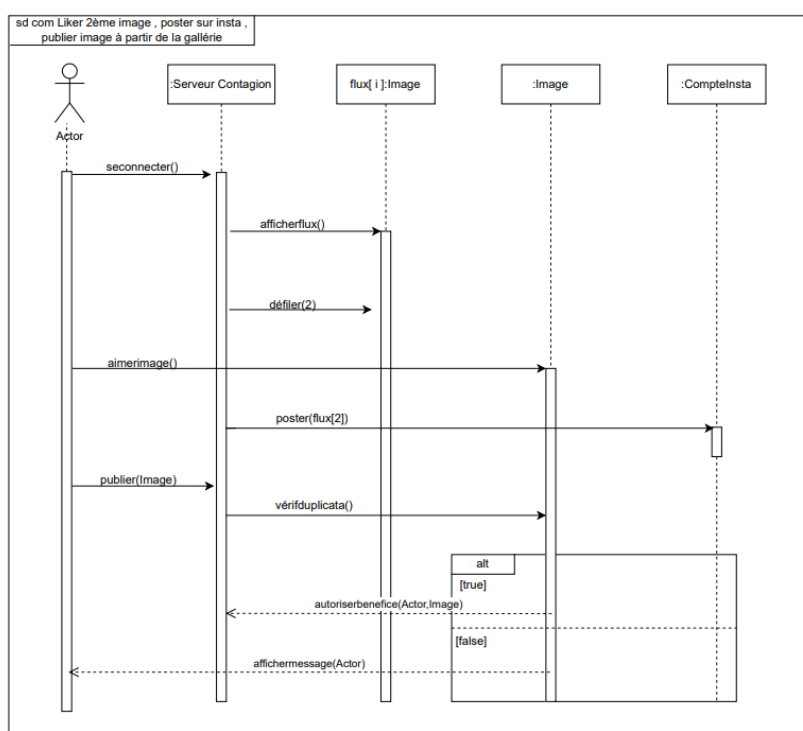 sd com Liker 2ème image , poster sur insta ,
publier image à partir de la gallérie
:Serveur Contagion
flux[ i ]:Image
:Image
:CompteInsta
Actor
seconnecter()
afficherflux()
défiler(2)
aimerimage()
poster(flux[2])
publier(Image)
vérifduplicata()
alt
[true]
autoriserbenefice(Actor,Image)
[false]
affichermessage(Actor)